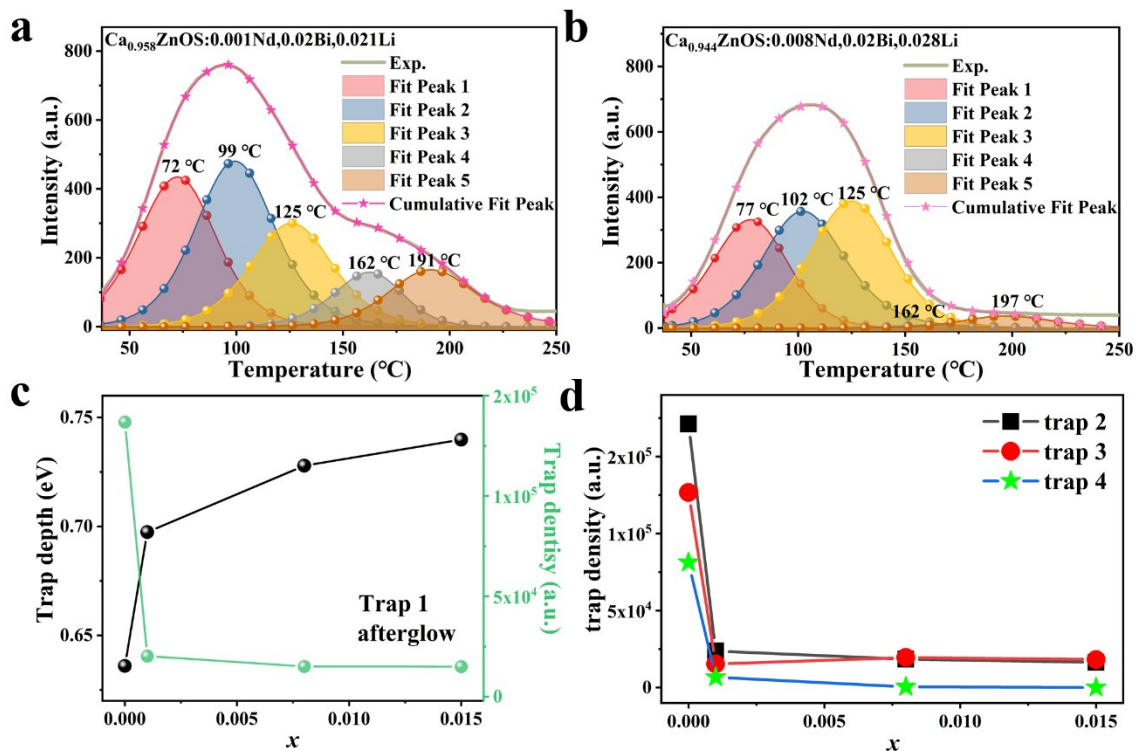 a
Ca0.958ZnOS:0.001Nd,0.02Bi,0.021Li
Exp.
Fit Peak 1
Fit Peak 2
Fit Peak 3
Fit Peak 4
Fit Peak 5
Cumulative Fit Peak
72 ℃
99 ℃
125 ℃
162 ℃
191 ℃
800
600
400
200
0
Intensity (a.u.)
50
100
150
200
250
Temperature (℃)
b
Ca0.944ZnOS:0.008Nd,0.02Bi,0.028Li
Exp.
Fit Peak 1
Fit Peak 2
Fit Peak 3
Fit Peak 4
Fit Peak 5
Cumulative Fit Peak
77 ℃
102 ℃
125 ℃
162 ℃
197 ℃
800
600
400
200
0
Intensity (a.u.)
50
100
150
200
250
Temperature (℃)
c
0.75
0.70
0.65
Trap depth (eV)
2x10^5
1x10^5
5x10^4
0
Trap dentisy (a.u.)
Trap 1
afterglow
0.000
0.005
0.010
0.015
x
d
trap 2
trap 3
trap 4
2x10^5
1x10^5
5x10^4
0
trap density (a.u.)
0.000
0.005
0.010
0.015
x